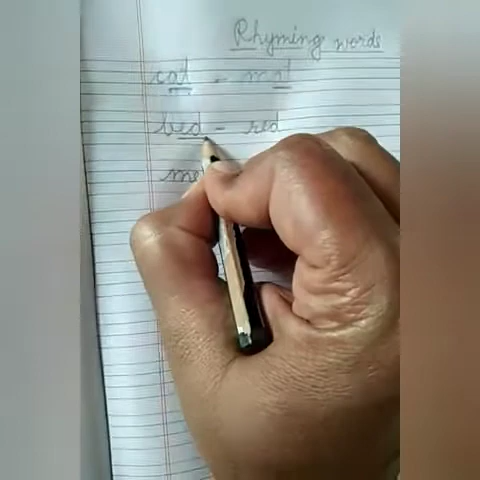 Rhyming words
cat - mat
bed - red